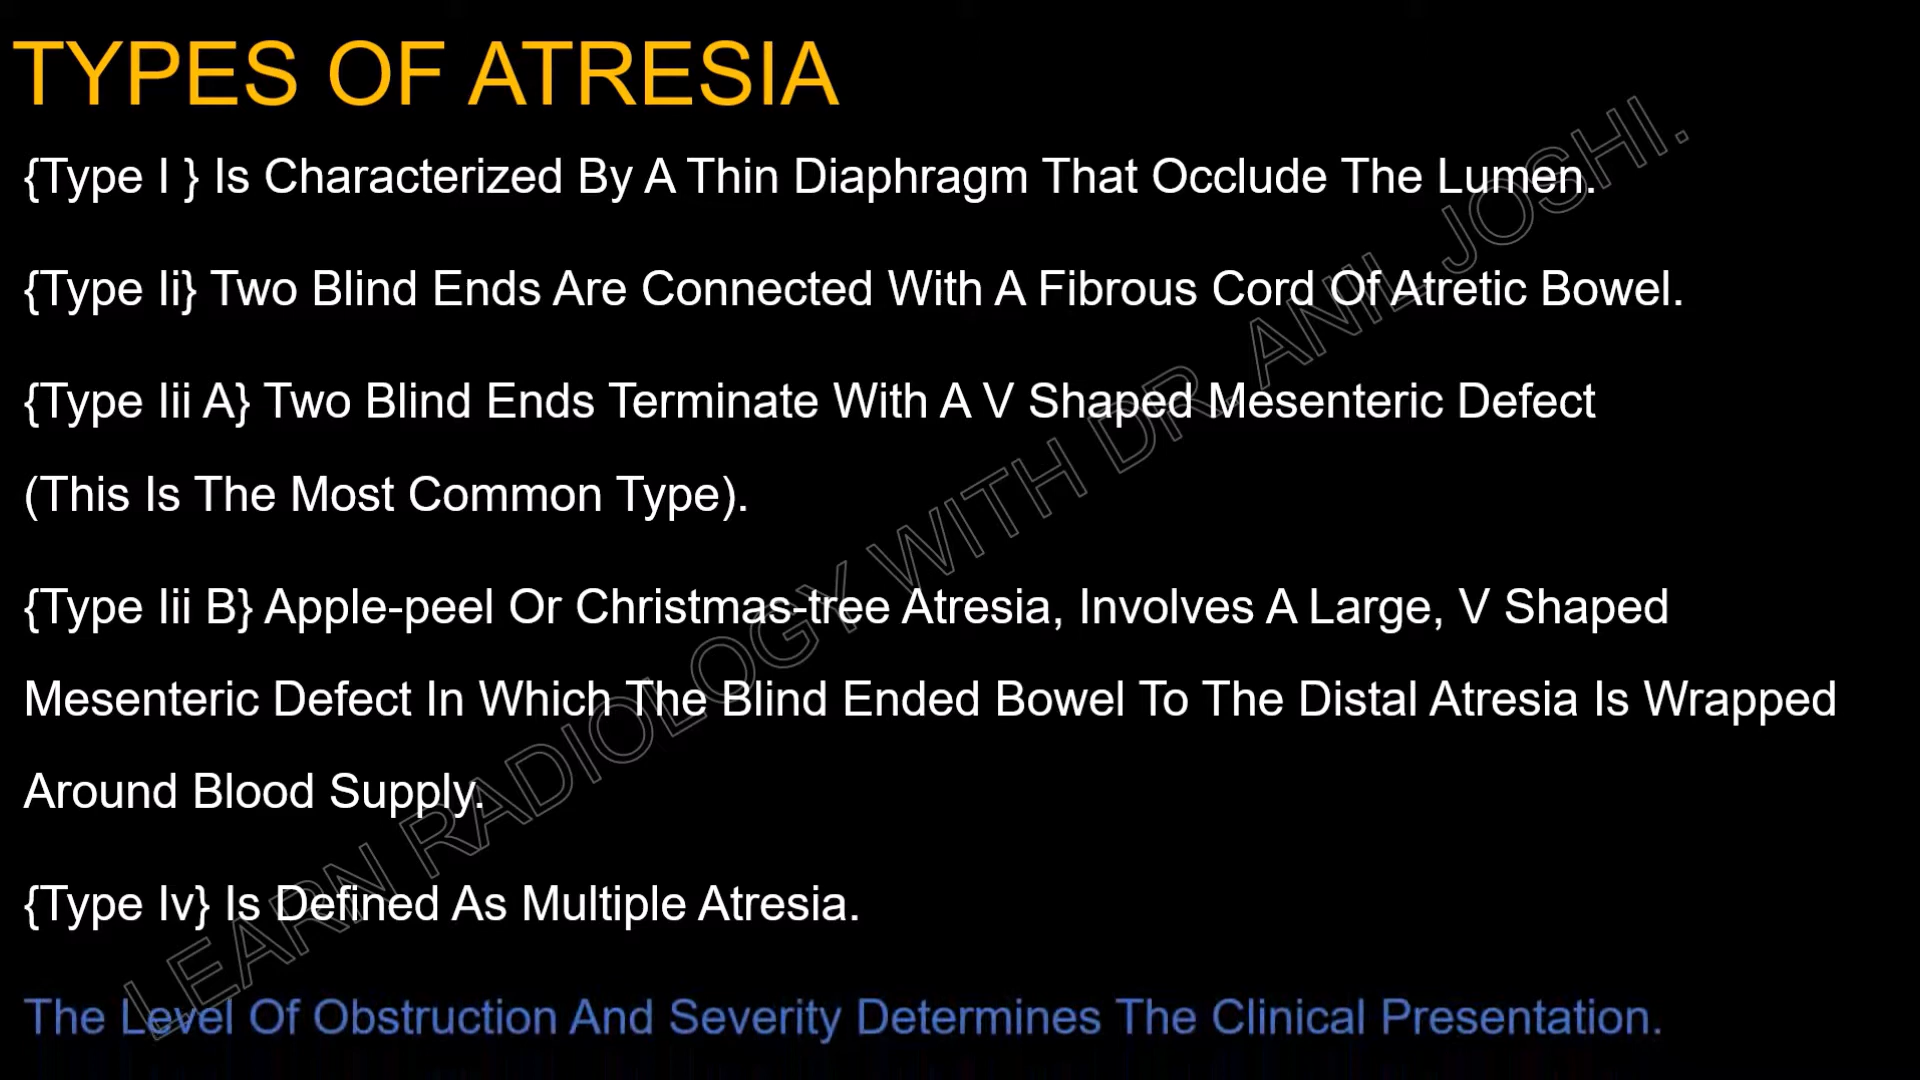 TYPES OF ATRESIA
{Type I } Is Characterized By A Thin Diaphragm That Occlude The Lumen.
{Type Ii} Two Blind Ends Are Connected With A Fibrous Cord Of Atretic Bowel.
{Type Iii A} Two Blind Ends Terminate With A V Shaped Mesenteric Defect
(This Is The Most Common Type).
{Type Iii B} Apple-peel Or Christmas-tree Atresia, Involves A Large, V Shaped
Mesenteric Defect In Which The Blind Ended Bowel To The Distal Atresia Is Wrapped
Around Blood Supply.
{Type Iv} Is Defined As Multiple Atresia.
The Level Of Obstruction And Severity Determines The Clinical Presentation.
LEARN RADIOLOGY WITH DR. ANIL JOSHI.